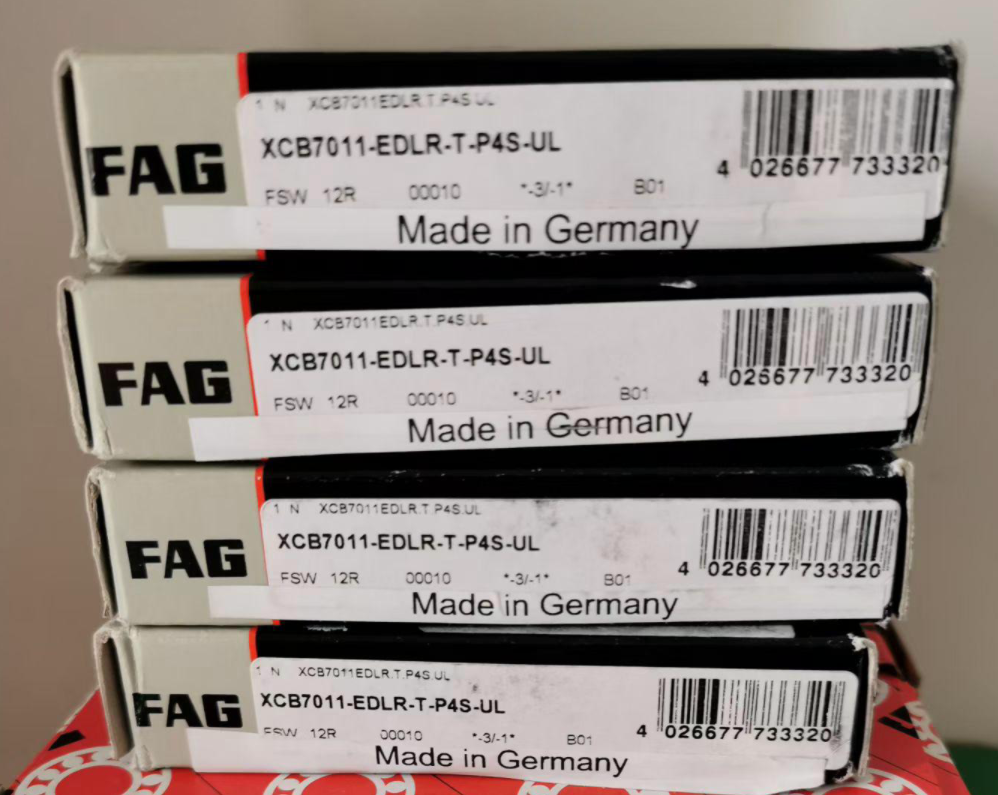 FAG
1 N XCB7011EDLR.T.P4S.UL
XCB7011-EDLR-T-P4S-UL
FSW 12R 00010 *-3/-1* B01
4 026677 733320
Made in Germany
FAG
1 N XCB7011EDLR.T.P4S.UL
XCB7011-EDLR-T-P4S-UL
FSW 12R 00010 *-3/-1* B01
4 026677 733320
Made in Germany
FAG
1 N XCB7011EDLR.T.P4S.UL
XCB7011-EDLR-T-P4S-UL
FSW 12R 00010 *-3/-1* B01
4 026677 733320
Made in Germany
FAG
1 N XCB7011EDLR.T.P4S.UL
XCB7011-EDLR-T-P4S-UL
FSW 12R 00010 *-3/-1* B01
4 026677 733320
Made in Germany